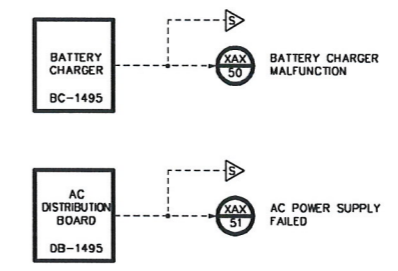 S
BATTERY
CHARGER
BC-1495
XAX
50
BATTERY CHARGER
MALFUNCTION
S
AC
DISTRIBUTION
BOARD
DB-1495
XAX
51
AC POWER SUPPLY
FAILED